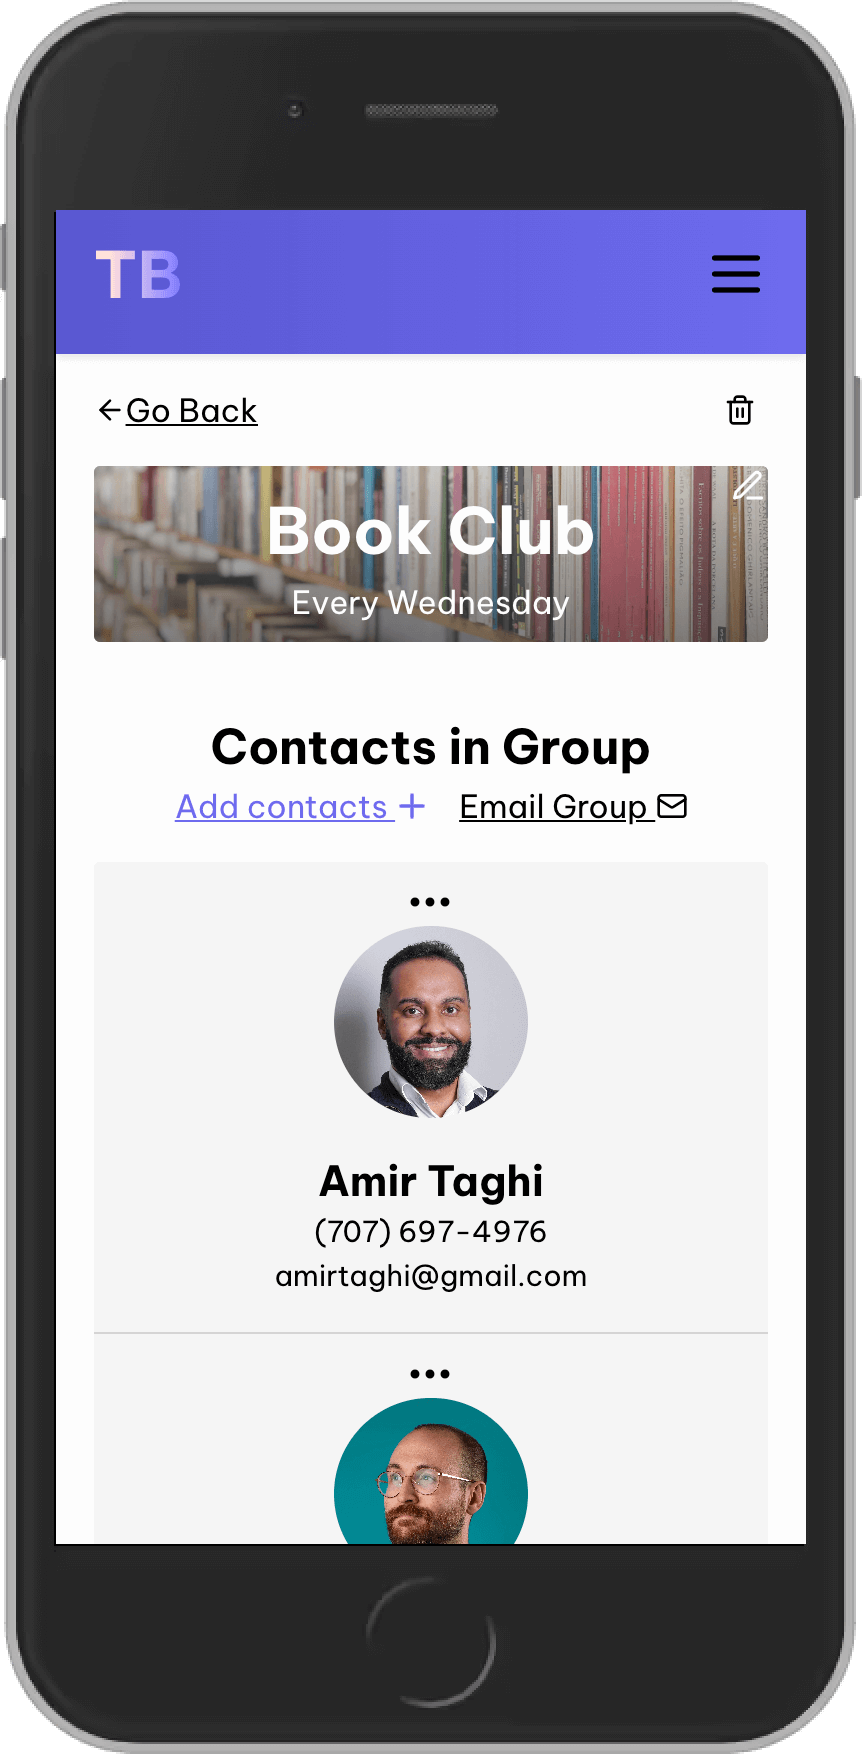 TB
Go Back
Book Club
Every Wednesday
Contacts in Group
Add contacts
Email Group
Amir Taghi
(707) 697-4976
amirtaghi@gmail.com